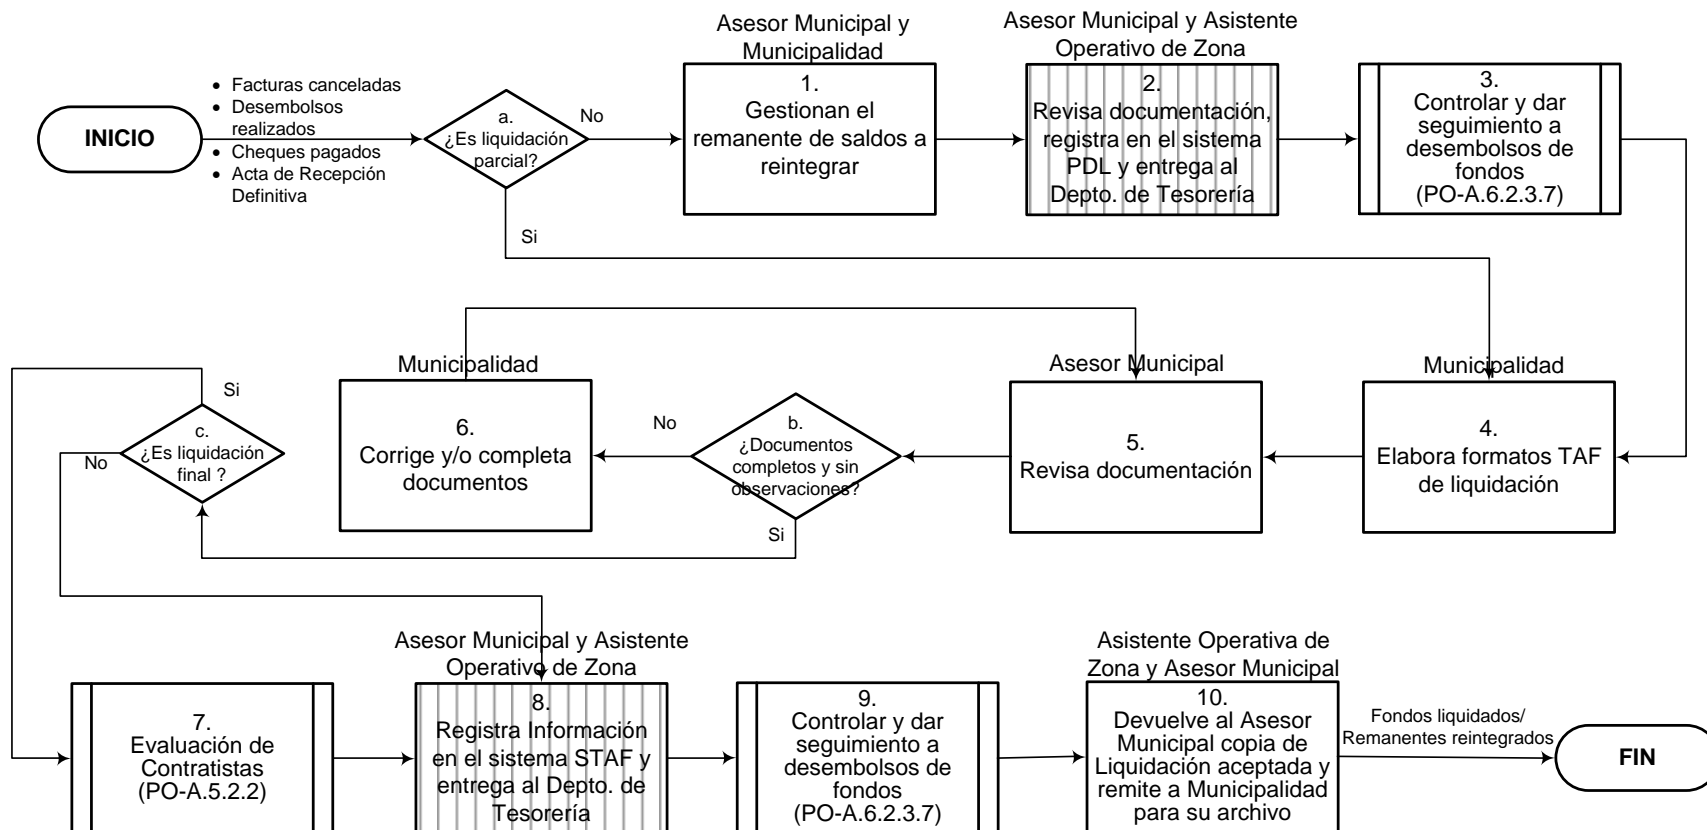 Asesor Municipal y
Municipalidad
Asesor Municipal y Asistente
Operativo de Zona
INICIO
• Facturas canceladas
• Desembolsos
realizados
• Cheques pagados
• Acta de Recepción
Definitiva
a.
¿Es liquidación
parcial?
No
Si
1.
Gestionan el
remanente de saldos a
reintegrar
2.
Revisa documentación,
registra en el sistema
PDL y entrega al
Depto. de Tesorería
3.
Controlar y dar
seguimiento a
desembolsos de
fondos
(PO-A.6.2.3.7)
Municipalidad
4.
Elabora formatos TAF
de liquidación
Asesor Municipal
5.
Revisa documentación
b.
¿Documentos
completos y sin
observaciones?
No
Si
Municipalidad
6.
Corrige y/o completa
documentos
c.
¿Es liquidación
final ?
Si
No
7.
Evaluación de
Contratistas
(PO-A.5.2.2)
Asesor Municipal y Asistente
Operativo de Zona
8.
Registra Información
en el sistema STAF y
entrega al Depto. de
Tesorería
9.
Controlar y dar
seguimiento a
desembolsos de
fondos
(PO-A.6.2.3.7)
Asistente Operativa de
Zona y Asesor Municipal
10.
Devuelve al Asesor
Municipal copia de
Liquidación aceptada y
remite a Municipalidad
para su archivo
Fondos liquidados/
Remanentes reintegrados
FIN